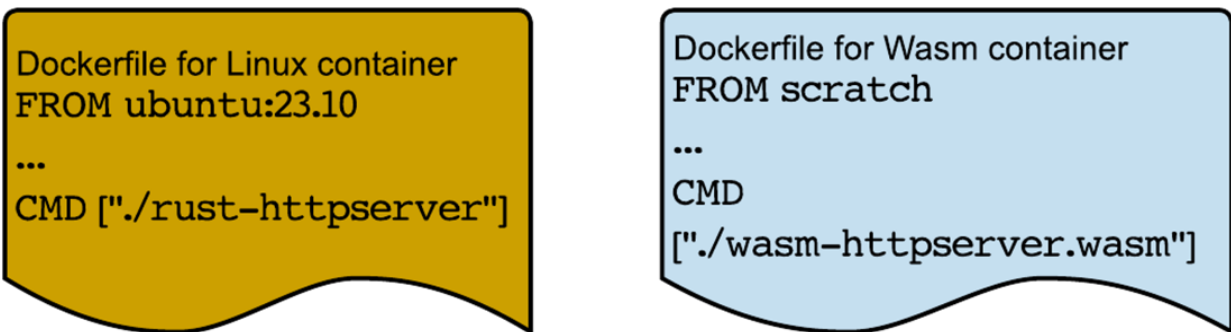 Dockerfile for Linux container
FROM ubuntu:23.10
...
CMD ["./rust-httpserver"]
Dockerfile for Wasm container
FROM scratch
...
CMD
["./wasm-httpserver.wasm"]